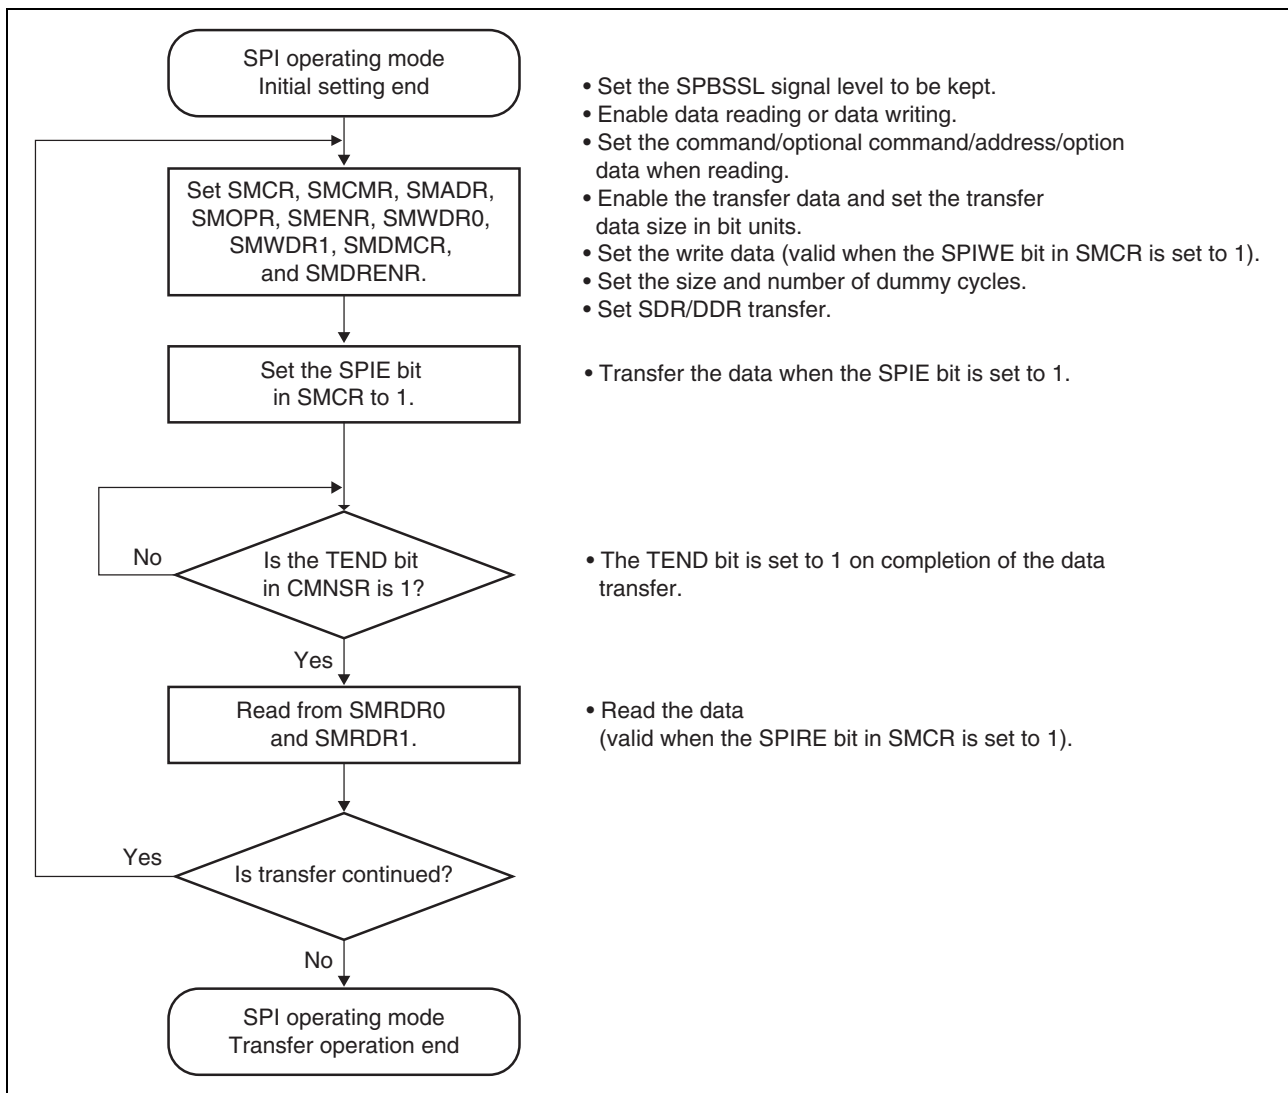 SPI operating mode
Initial setting end
• Set the SPBSSL signal level to be kept.
• Enable data reading or data writing.
• Set the command/optional command/address/option
data when reading.
• Enable the transfer data and set the transfer
data size in bit units.
• Set the write data (valid when the SPIWE bit in SMCR is set to 1).
• Set the size and number of dummy cycles.
• Set SDR/DDR transfer.
Set SMCR, SMCMR, SMADR,
SMOPR, SMENR, SMWDR0,
SMWDR1, SMDMCR,
and SMDRENR.
Set the SPIE bit
in SMCR to 1.
• Transfer the data when the SPIE bit is set to 1.
No
Is the TEND bit
in CMNSR is 1?
• The TEND bit is set to 1 on completion of the data
transfer.
Yes
Read from SMRDR0
and SMRDR1.
• Read the data
(valid when the SPIRE bit in SMCR is set to 1).
Yes
Is transfer continued?
No
SPI operating mode
Transfer operation end